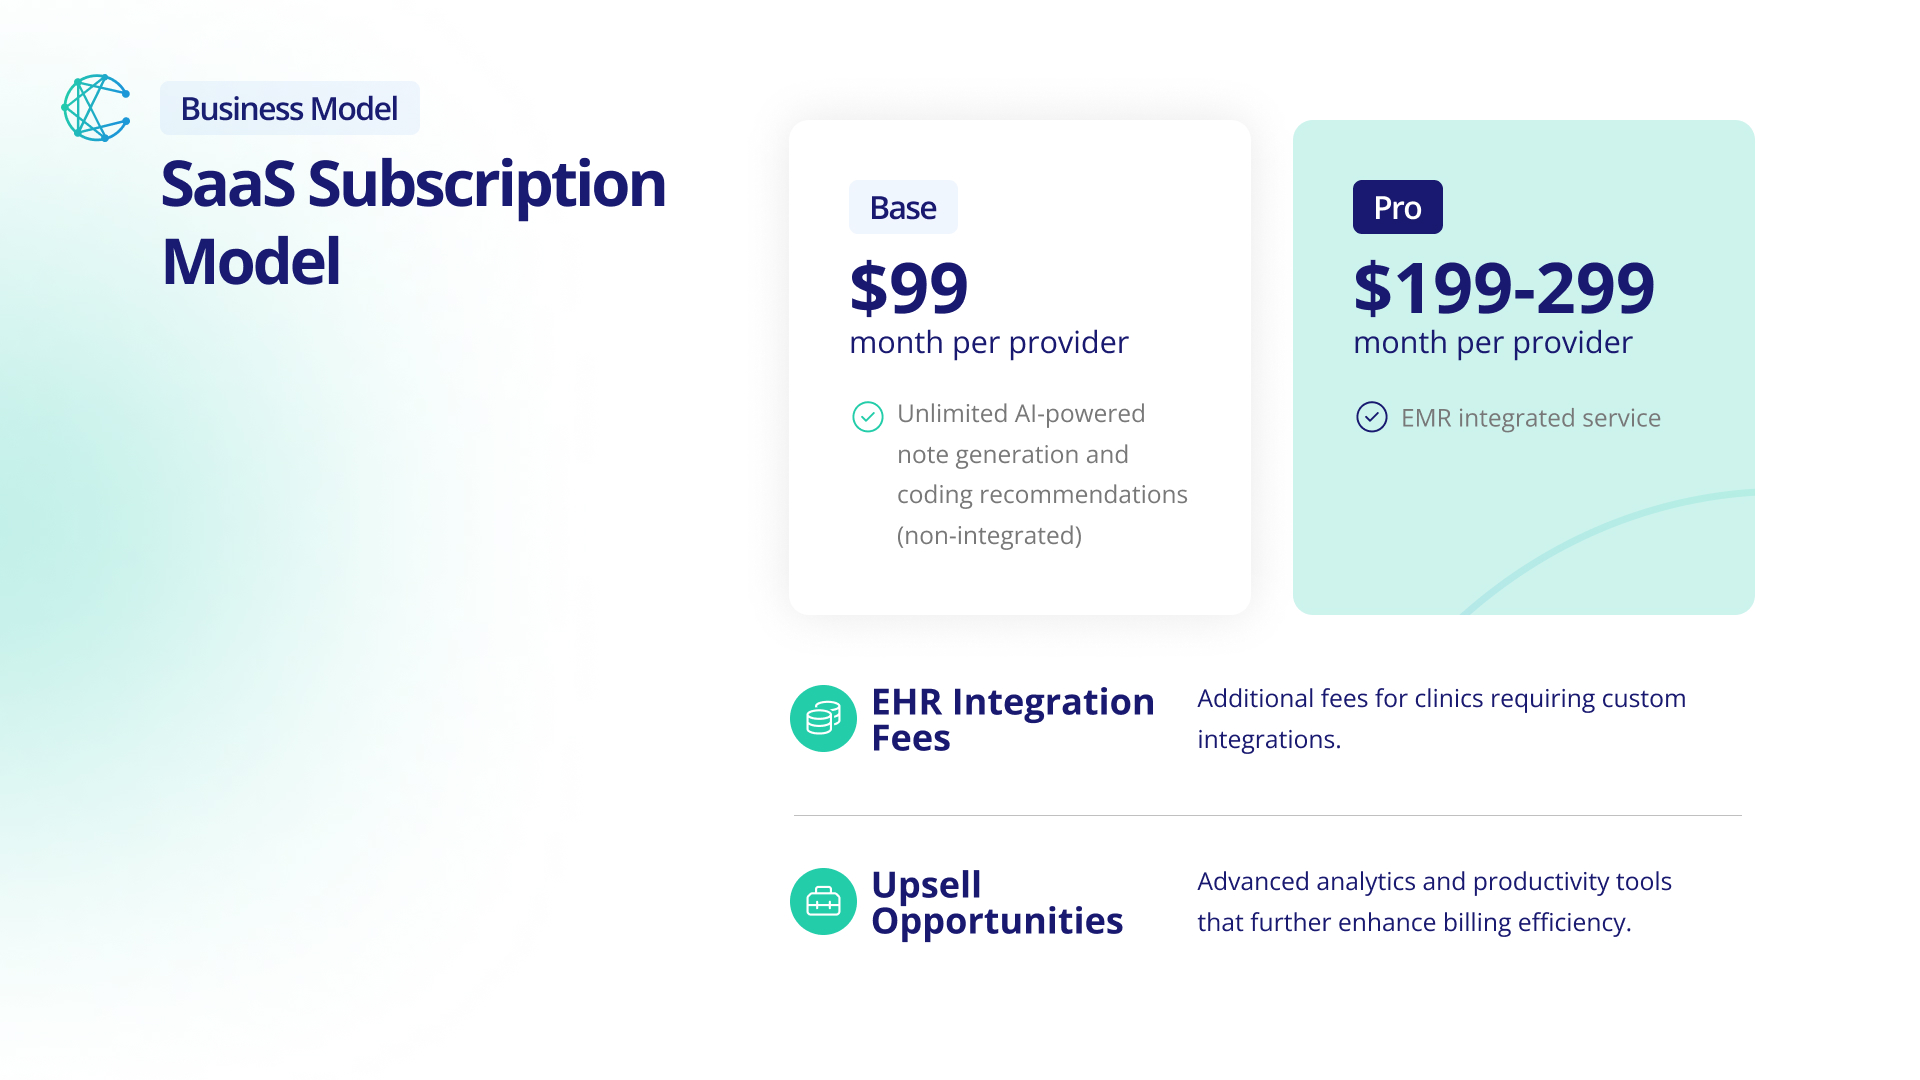 Business Model
SaaS Subscription
Model
Base
$99
month per provider
Unlimited AI-powered
note generation and
coding recommendations
(non-integrated)
Pro
$199-299
month per provider
EMR integrated service
EHR Integration
Fees
Additional fees for clinics requiring custom
integrations.
Upsell
Opportunities
Advanced analytics and productivity tools
that further enhance billing efficiency.